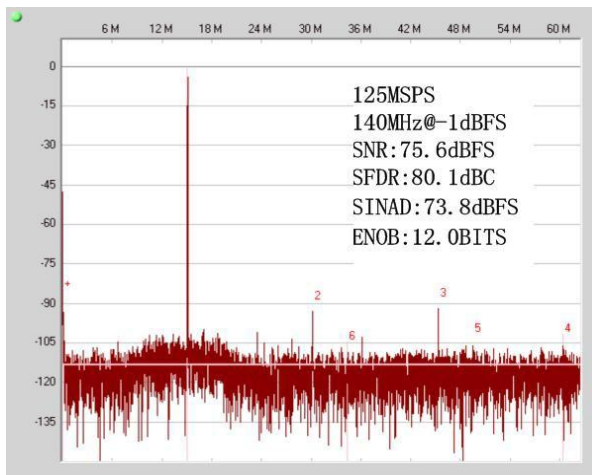 6 M 12 M 18 M 24 M 30 M 36 M 42 M 48 M 54 M 60 M
0
-15
-30
-45
-60
-75
-90
-105
-120
-135
125MSPS
140MHz@-1dBFS
SNR:75.6dBFS
SFDR:80.1dBC
SINAD:73.8dBFS
ENOB:12.0BITS
+
2
3
6
5
4